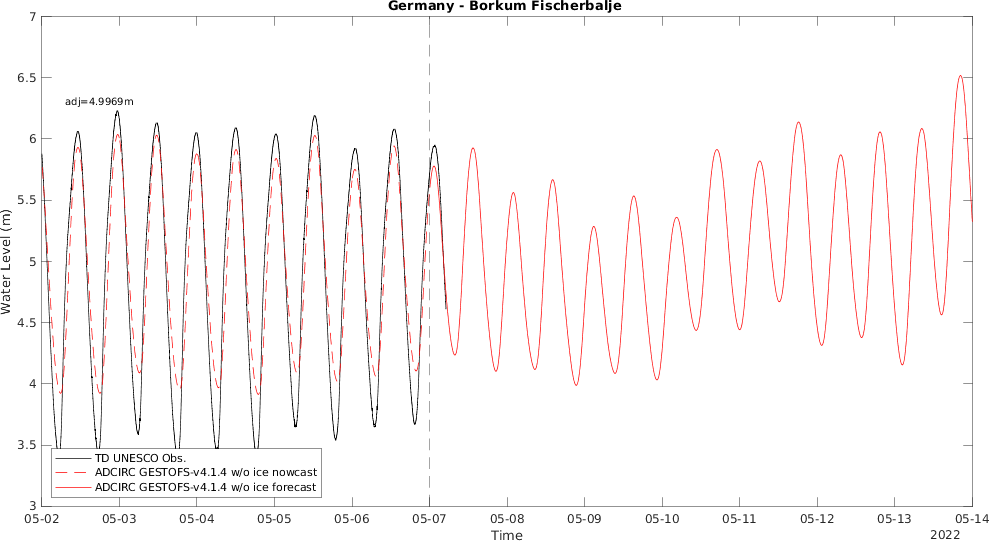 Germany - Borkum Fischerbalje
7
6.5
6
5.5
5
4.5
4
3.5
3
Water Level (m)
adj=4.9969m
TD UNESCO Obs.
ADCIRC GESTOFS-v4.1.4 w/o ice nowcast
ADCIRC GESTOFS-v4.1.4 w/o ice forecast
05-02 05-03 05-04 05-05 05-06 05-07 05-08 05-09 05-10 05-11 05-12 05-13 05-14
Time
2022